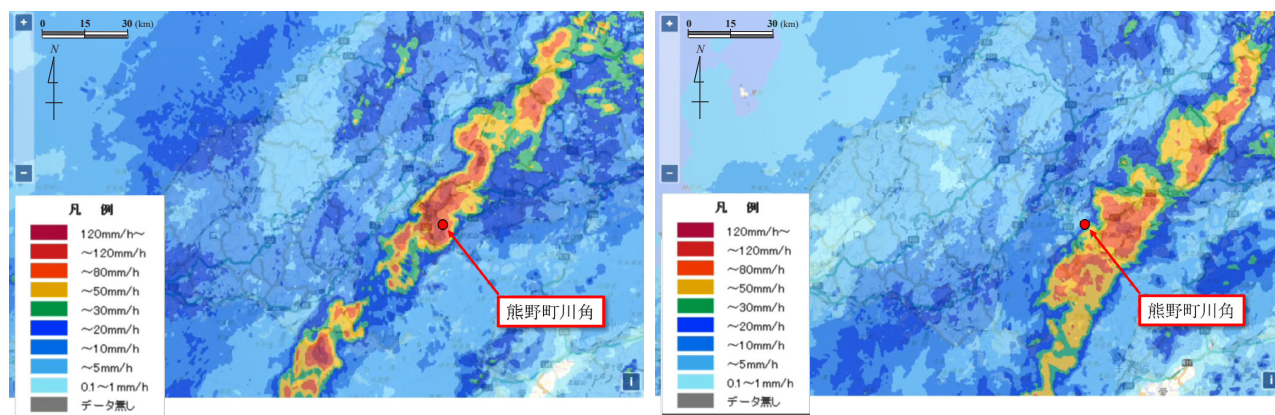 0 15 30 (km)
N
凡 例
120mm/h～
～120mm/h
～80mm/h
～50mm/h
～30mm/h
～20mm/h
～10mm/h
～5mm/h
0.1～1mm/h
データ無し
熊野町川角
i
0 15 30 (km)
N
凡 例
120mm/h～
～120mm/h
～80mm/h
～50mm/h
～30mm/h
～20mm/h
～10mm/h
～5mm/h
0.1～1mm/h
データ無し
熊野町川角
i